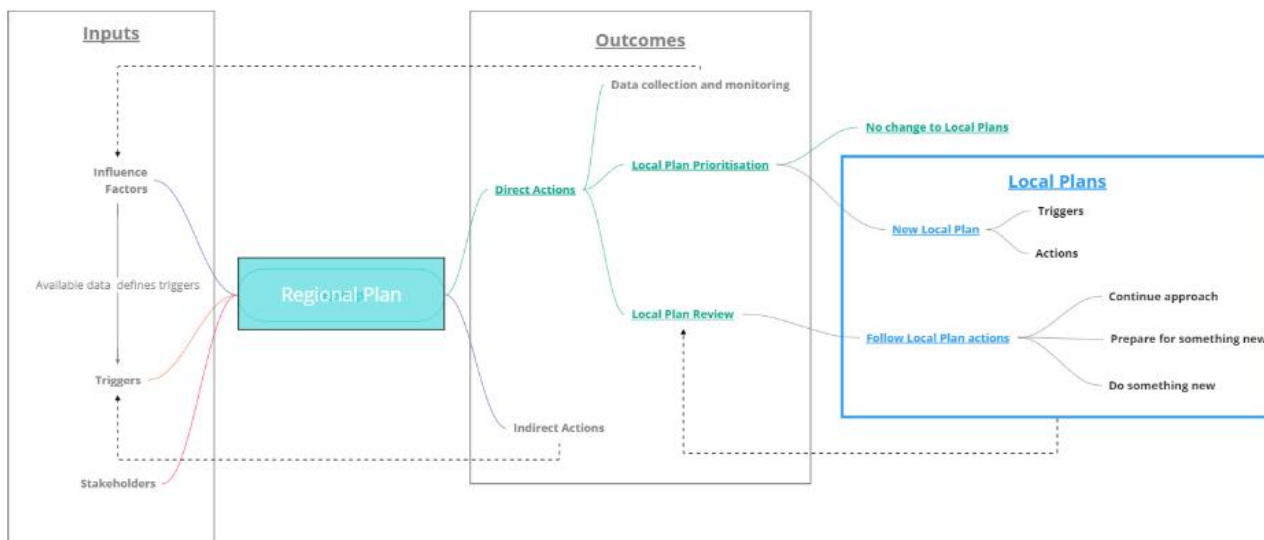 Inputs
Outcomes
Data collection and monitoring
No change to Local Plans
Influence
Factors
Local Plan Prioritisation
Local Plans
Direct Actions
Triggers
New Local Plan
Actions
Available data  defines triggers
Regional Plan
Continue approach
Local Plan Review
Follow Local Plan actions
Prepare for something new
Triggers
Do something new
Indirect Actions
Stakeholders